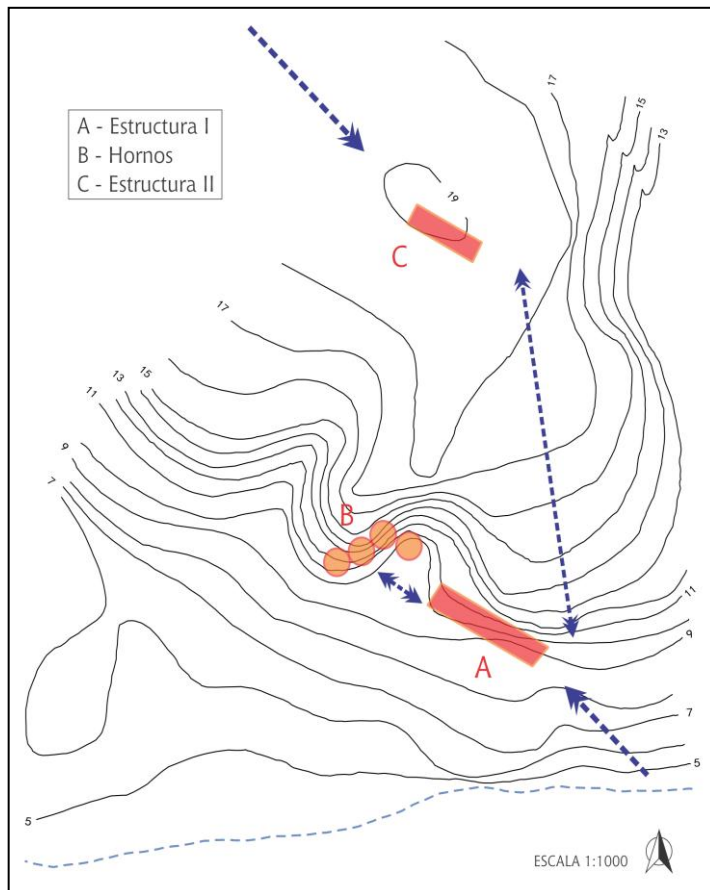 A - Estructura I
B - Hornos
C - Estructura II
17
15
13
19
C
17
15
13
11
9
7
B
11
9
A
7
5
5
ESCALA 1:1000